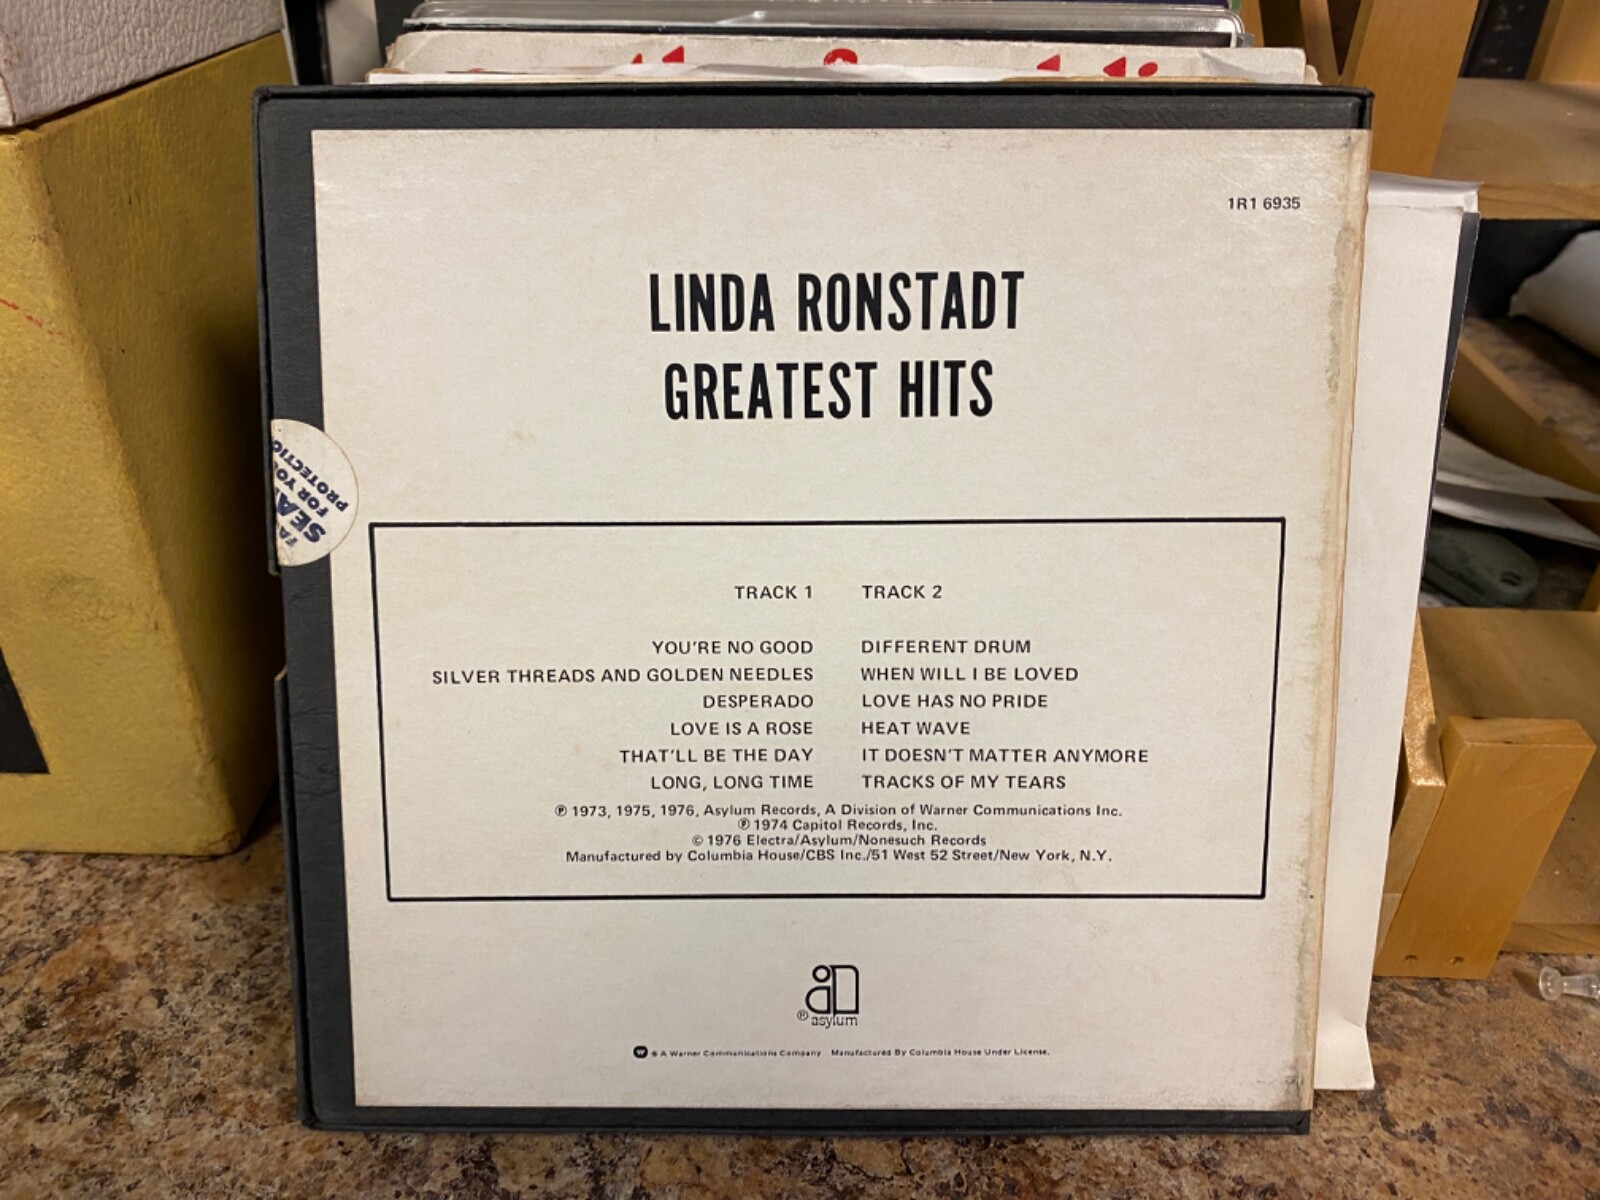 1R1 6935
LINDA RONSTADT
GREATEST HITS
SEAL
FOR YOUR
PROTECTION
TRACK 1
YOU'RE NO GOOD
SILVER THREADS AND GOLDEN NEEDLES
DESPERADO
LOVE IS A ROSE
THAT'LL BE THE DAY
LONG, LONG TIME
TRACK 2
DIFFERENT DRUM
WHEN WILL I BE LOVED
LOVE HAS NO PRIDE
HEAT WAVE
IT DOESN'T MATTER ANYMORE
TRACKS OF MY TEARS
℗ 1973, 1975, 1976, Asylum Records, A Division of Warner Communications Inc.
℗ 1974 Capitol Records, Inc.
© 1976 Electra/Asylum/Nonesuch Records
Manufactured by Columbia House/CBS Inc./51 West 52 Street/New York, N.Y.
® asylum
® A Warner Communications Company Manufactured By Columbia House Under License.